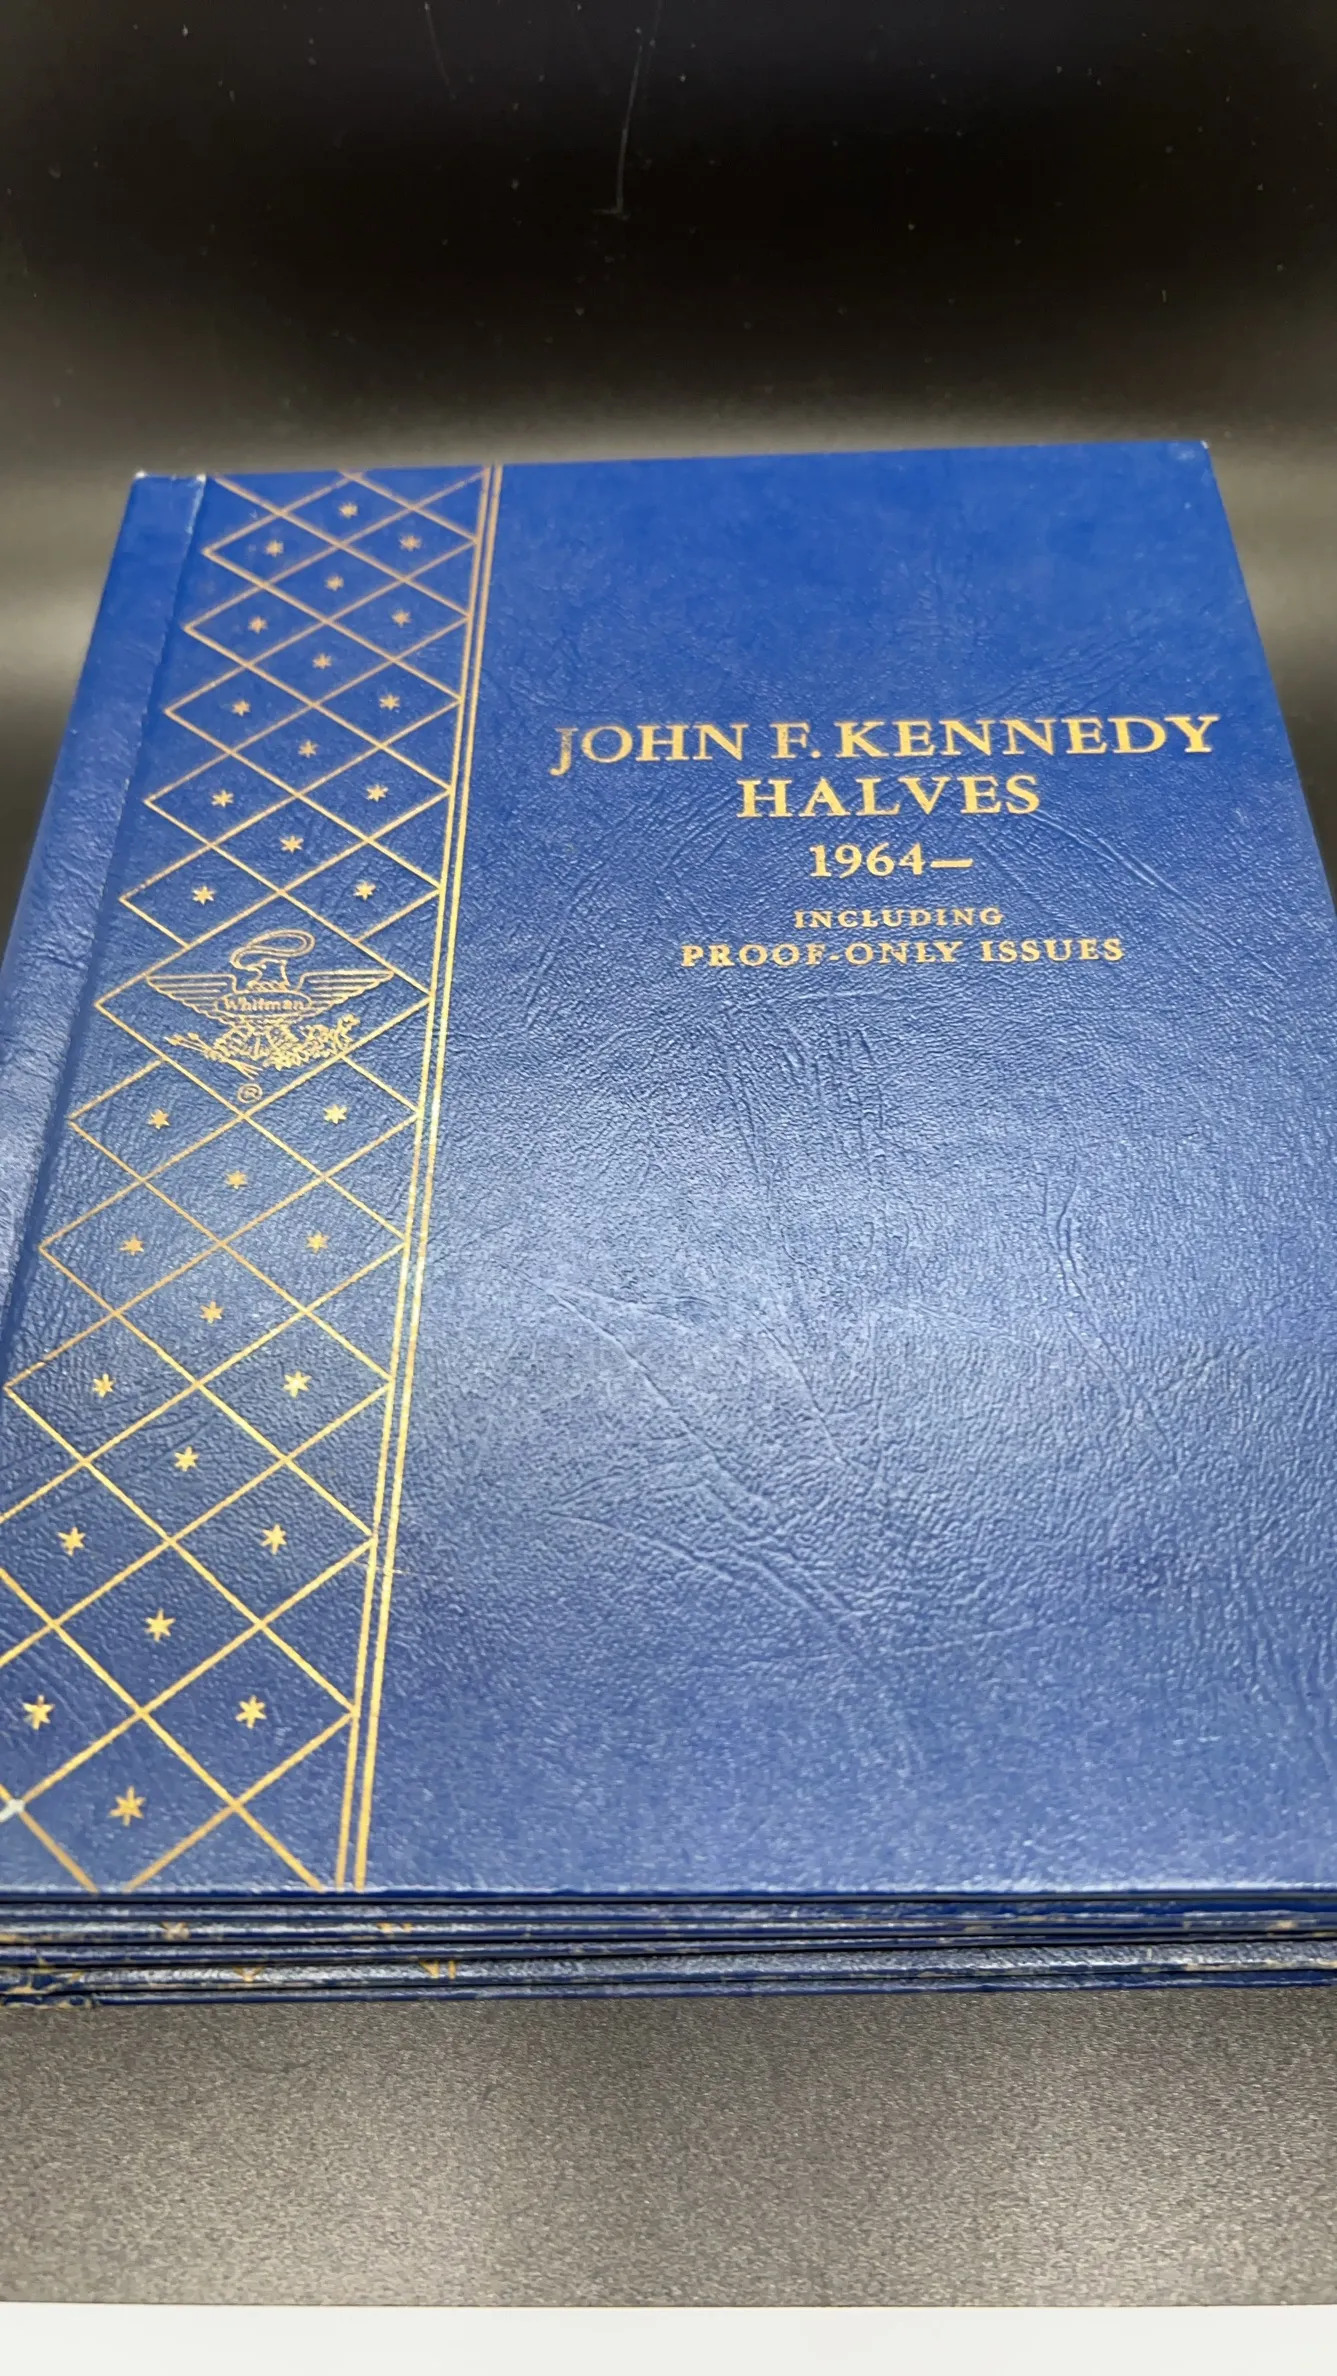 JOHN F. KENNEDY
HALVES
1964—
INCLUDING
PROOF-ONLY ISSUES
Whitman
®